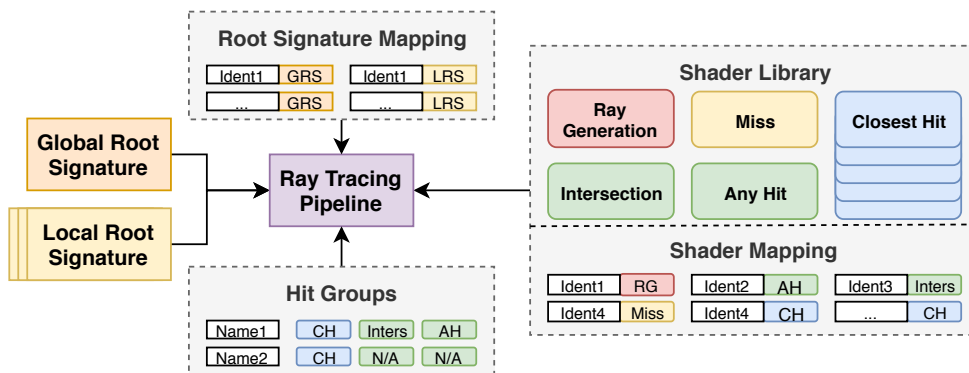 Root Signature Mapping
Ident1 GRS Ident1 LRS
... GRS ... LRS
Global Root
Signature
Local Root
Signature
Ray Tracing
Pipeline
Hit Groups
Name1 CH Inters AH
Name2 CH N/A N/A
Shader Library
Ray
Generation
Miss
Closest Hit
Intersection
Any Hit
Shader Mapping
Ident1 RG Ident2 AH Ident3 Inters
Ident4 Miss Ident4 CH ... CH